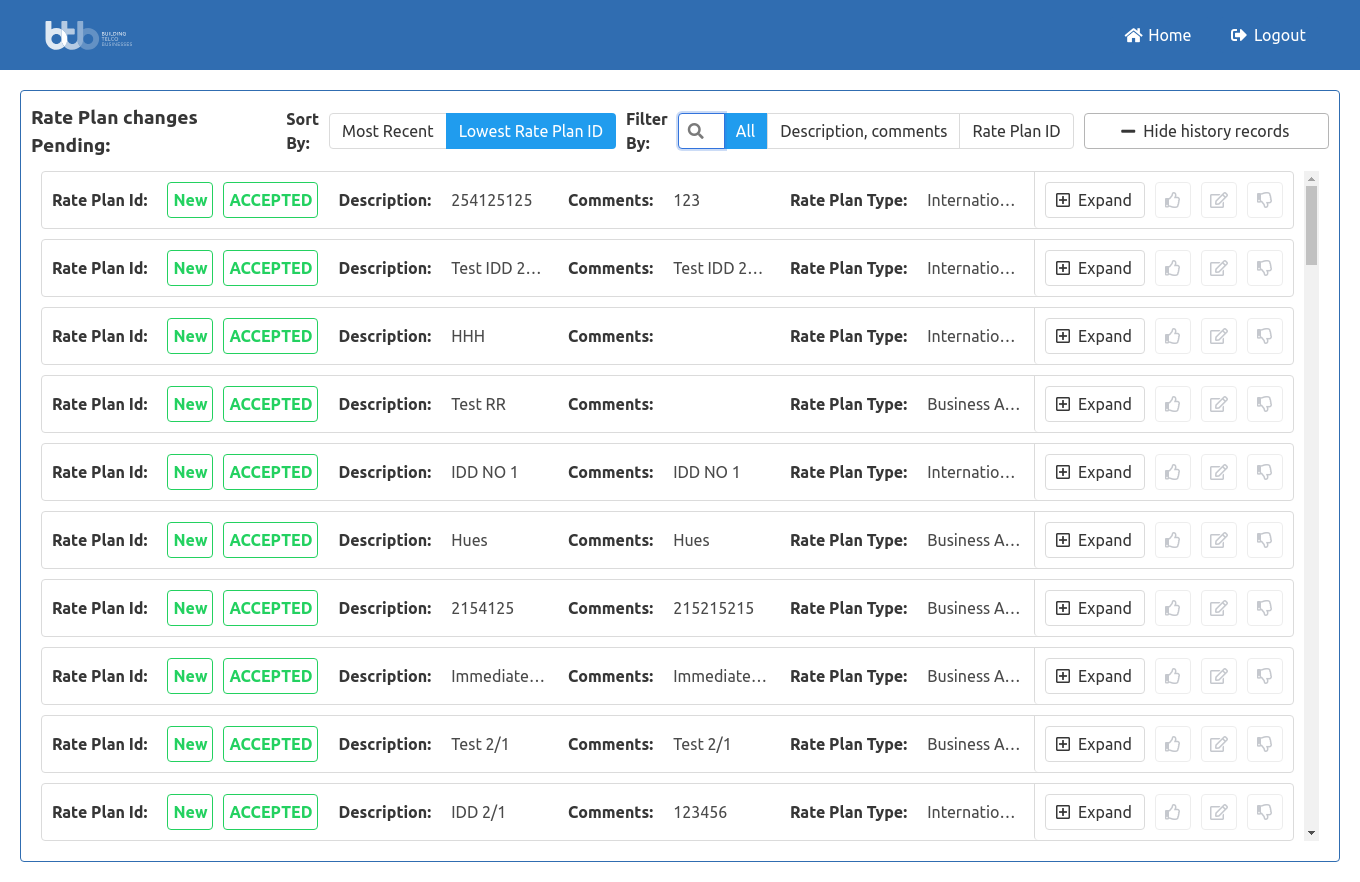 btb BUILDING TELCO BUSINESSES
Home Logout
Rate Plan changes Pending:
Sort By:
Most Recent Lowest Rate Plan ID
Filter By:
All Description, comments Rate Plan ID
Hide history records
Rate Plan Id: New ACCEPTED Description: 254125125 Comments: 123 Rate Plan Type: Internatio... Expand
Rate Plan Id: New ACCEPTED Description: Test IDD 2... Comments: Test IDD 2... Rate Plan Type: Internatio... Expand
Rate Plan Id: New ACCEPTED Description: HHH Comments: Rate Plan Type: Internatio... Expand
Rate Plan Id: New ACCEPTED Description: Test RR Comments: Rate Plan Type: Business A... Expand
Rate Plan Id: New ACCEPTED Description: IDD NO 1 Comments: IDD NO 1 Rate Plan Type: Internatio... Expand
Rate Plan Id: New ACCEPTED Description: Hues Comments: Hues Rate Plan Type: Business A... Expand
Rate Plan Id: New ACCEPTED Description: 2154125 Comments: 215215215 Rate Plan Type: Business A... Expand
Rate Plan Id: New ACCEPTED Description: Immediate... Comments: Immediate... Rate Plan Type: Business A... Expand
Rate Plan Id: New ACCEPTED Description: Test 2/1 Comments: Test 2/1 Rate Plan Type: Business A... Expand
Rate Plan Id: New ACCEPTED Description: IDD 2/1 Comments: 123456 Rate Plan Type: Internatio... Expand